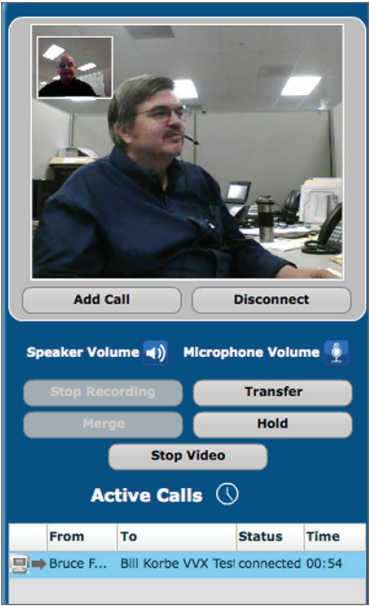 Add Call Disconnect
Speaker Volume Microphone Volume
Stop Recording Transfer
Merge Hold
Stop Video
Active Calls
From To Status Time
Bruce F... Bill Korbe VVX Test connected 00:54